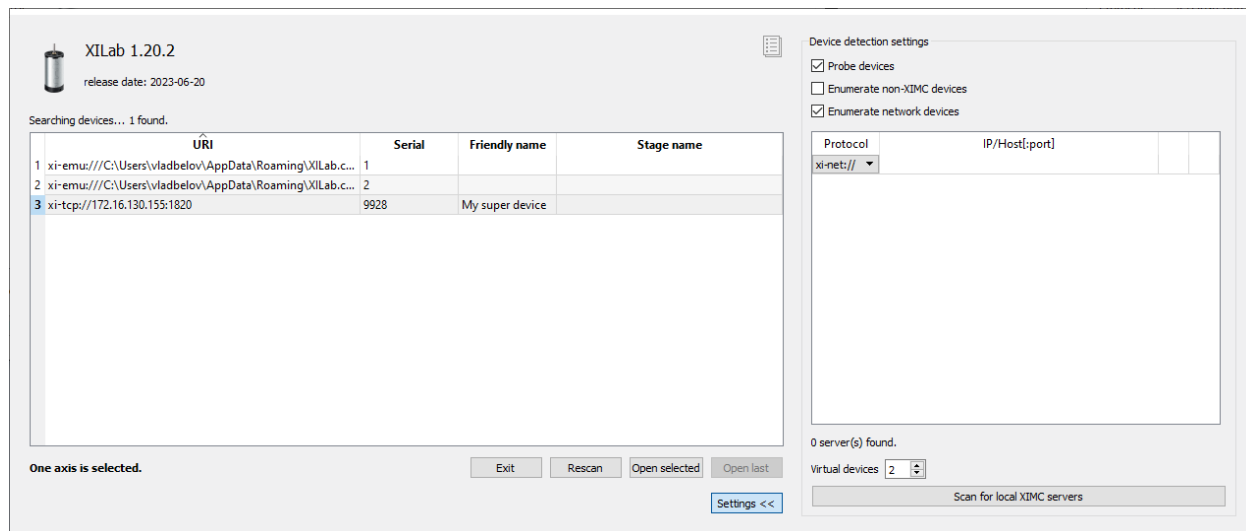 XILab 1.20.2
release date: 2023-06-20
Searching devices... 1 found.
URI Serial Friendly name Stage name
1 xi-emu:///C:\Users\vladbelov\AppData\Roaming\XILab.c... 1
2 xi-emu:///C:\Users\vladbelov\AppData\Roaming\XILab.c... 2
3 xi-tcp://172.16.130.155:1820 9928 My super device
One axis is selected.
Exit Rescan Open selected Open last
Settings <<
Device detection settings
Probe devices
Enumerate non-XIMC devices
Enumerate network devices
Protocol IP/Host[:port]
xi-net://
0 server(s) found.
Virtual devices 2
Scan for local XIMC servers